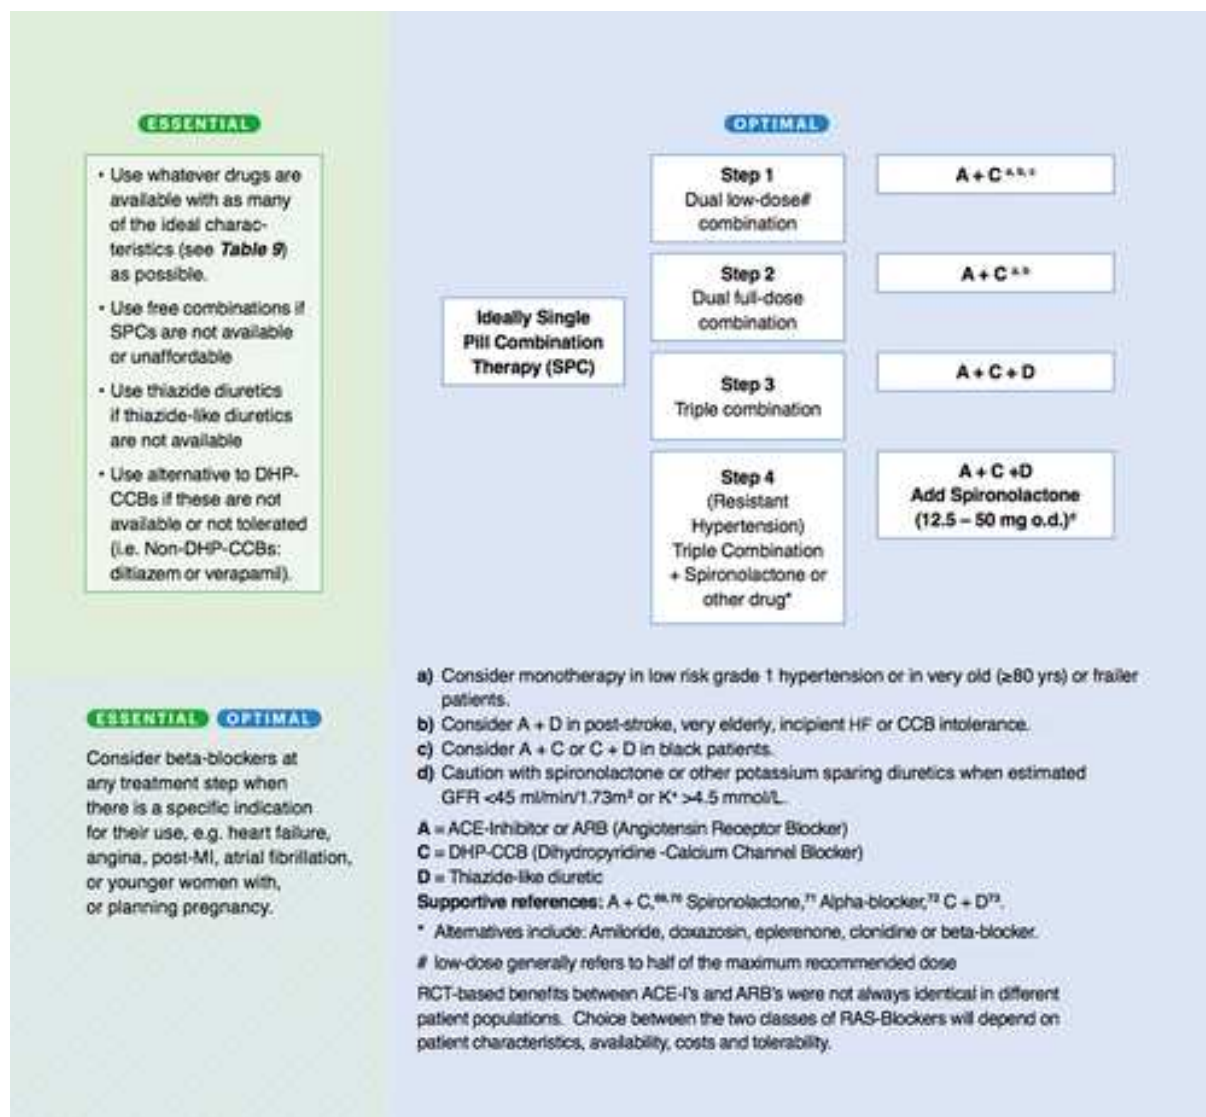 ESSENTIAL
• Use whatever drugs are
available with as many
of the ideal charac-
teristics (see Table 9)
as possible.
• Use free combinations if
SPCs are not available
or unaffordable
• Use thiazide diuretics
if thiazide-like diuretics
are not available
• Use alternative to DHP-
CCBs if these are not
available or not tolerated
(i.e. Non-DHP-CCBs:
diltiazem or verapamil).
ESSENTIAL OPTIMAL
Consider beta-blockers at
any treatment step when
there is a specific indication
for their use, e.g. heart failure,
angina, post-MI, atrial fibrillation,
or younger women with,
or planning pregnancy.
OPTIMAL
Ideally Single
Pill Combination
Therapy (SPC)
Step 1
Dual low-dose#
combination
A + C a, b, c
Step 2
Dual full-dose
combination
A + C a, b
Step 3
Triple combination
A + C + D
Step 4
(Resistant
Hypertension)
Triple Combination
+ Spironolactone or
other drug*
A + C +D
Add Spironolactone
(12.5 – 50 mg o.d.)
a) Consider monotherapy in low risk grade 1 hypertension or in very old (≥80 yrs) or frailer
patients.
b) Consider A + D in post-stroke, very elderly, incipient HF or CCB intolerance.
c) Consider A + C or C + D in black patients.
d) Caution with spironolactone or other potassium sparing diuretics when estimated
GFR <45 ml/min/1.73m² or K⁺ >4.5 mmol/L.
A = ACE-Inhibitor or ARB (Angiotensin Receptor Blocker)
C = DHP-CCB (Dihydropyridine -Calcium Channel Blocker)
D = Thiazide-like diuretic
Supportive references: A + C,⁶⁹,⁷⁰ Spironolactone,⁷¹ Alpha-blocker,⁷² C + D⁷³.
* Alternatives include: Amiloride, doxazosin, eplerenone, clonidine or beta-blocker.
# low-dose generally refers to half of the maximum recommended dose
RCT-based benefits between ACE-I's and ARB's were not always identical in different
patient populations. Choice between the two classes of RAS-Blockers will depend on
patient characteristics, availability, costs and tolerability.